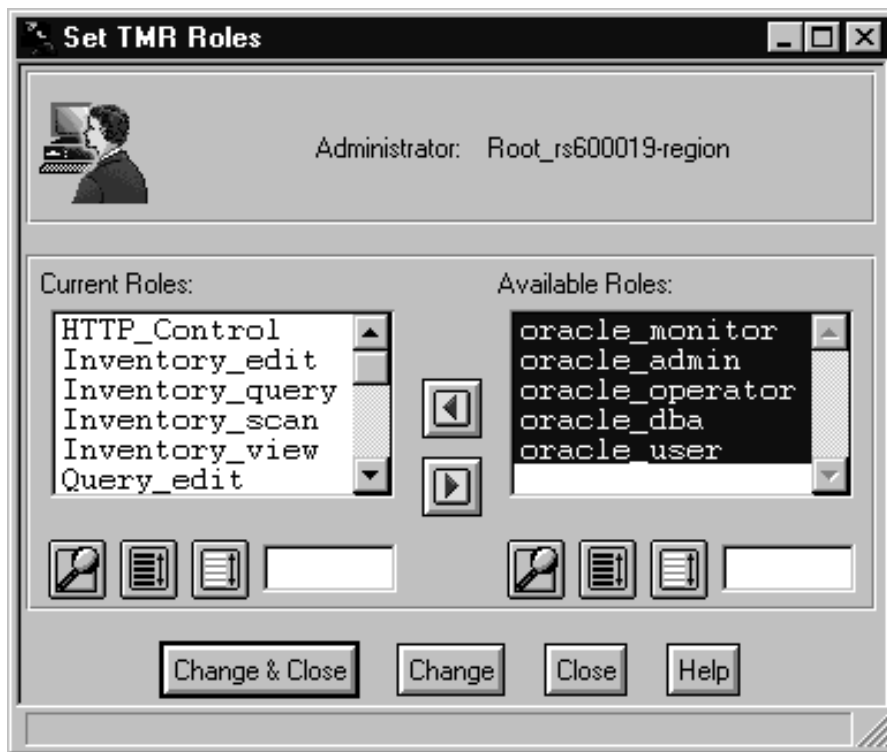 Set TMR Roles
Administrator: Root_rs600019-region
Current Roles:
HTTP_Control
Inventory_edit
Inventory_query
Inventory_scan
Inventory_view
Query_edit
Available Roles:
oracle_monitor
oracle_admin
oracle_operator
oracle_dba
oracle_user
Change & Close Change Close Help